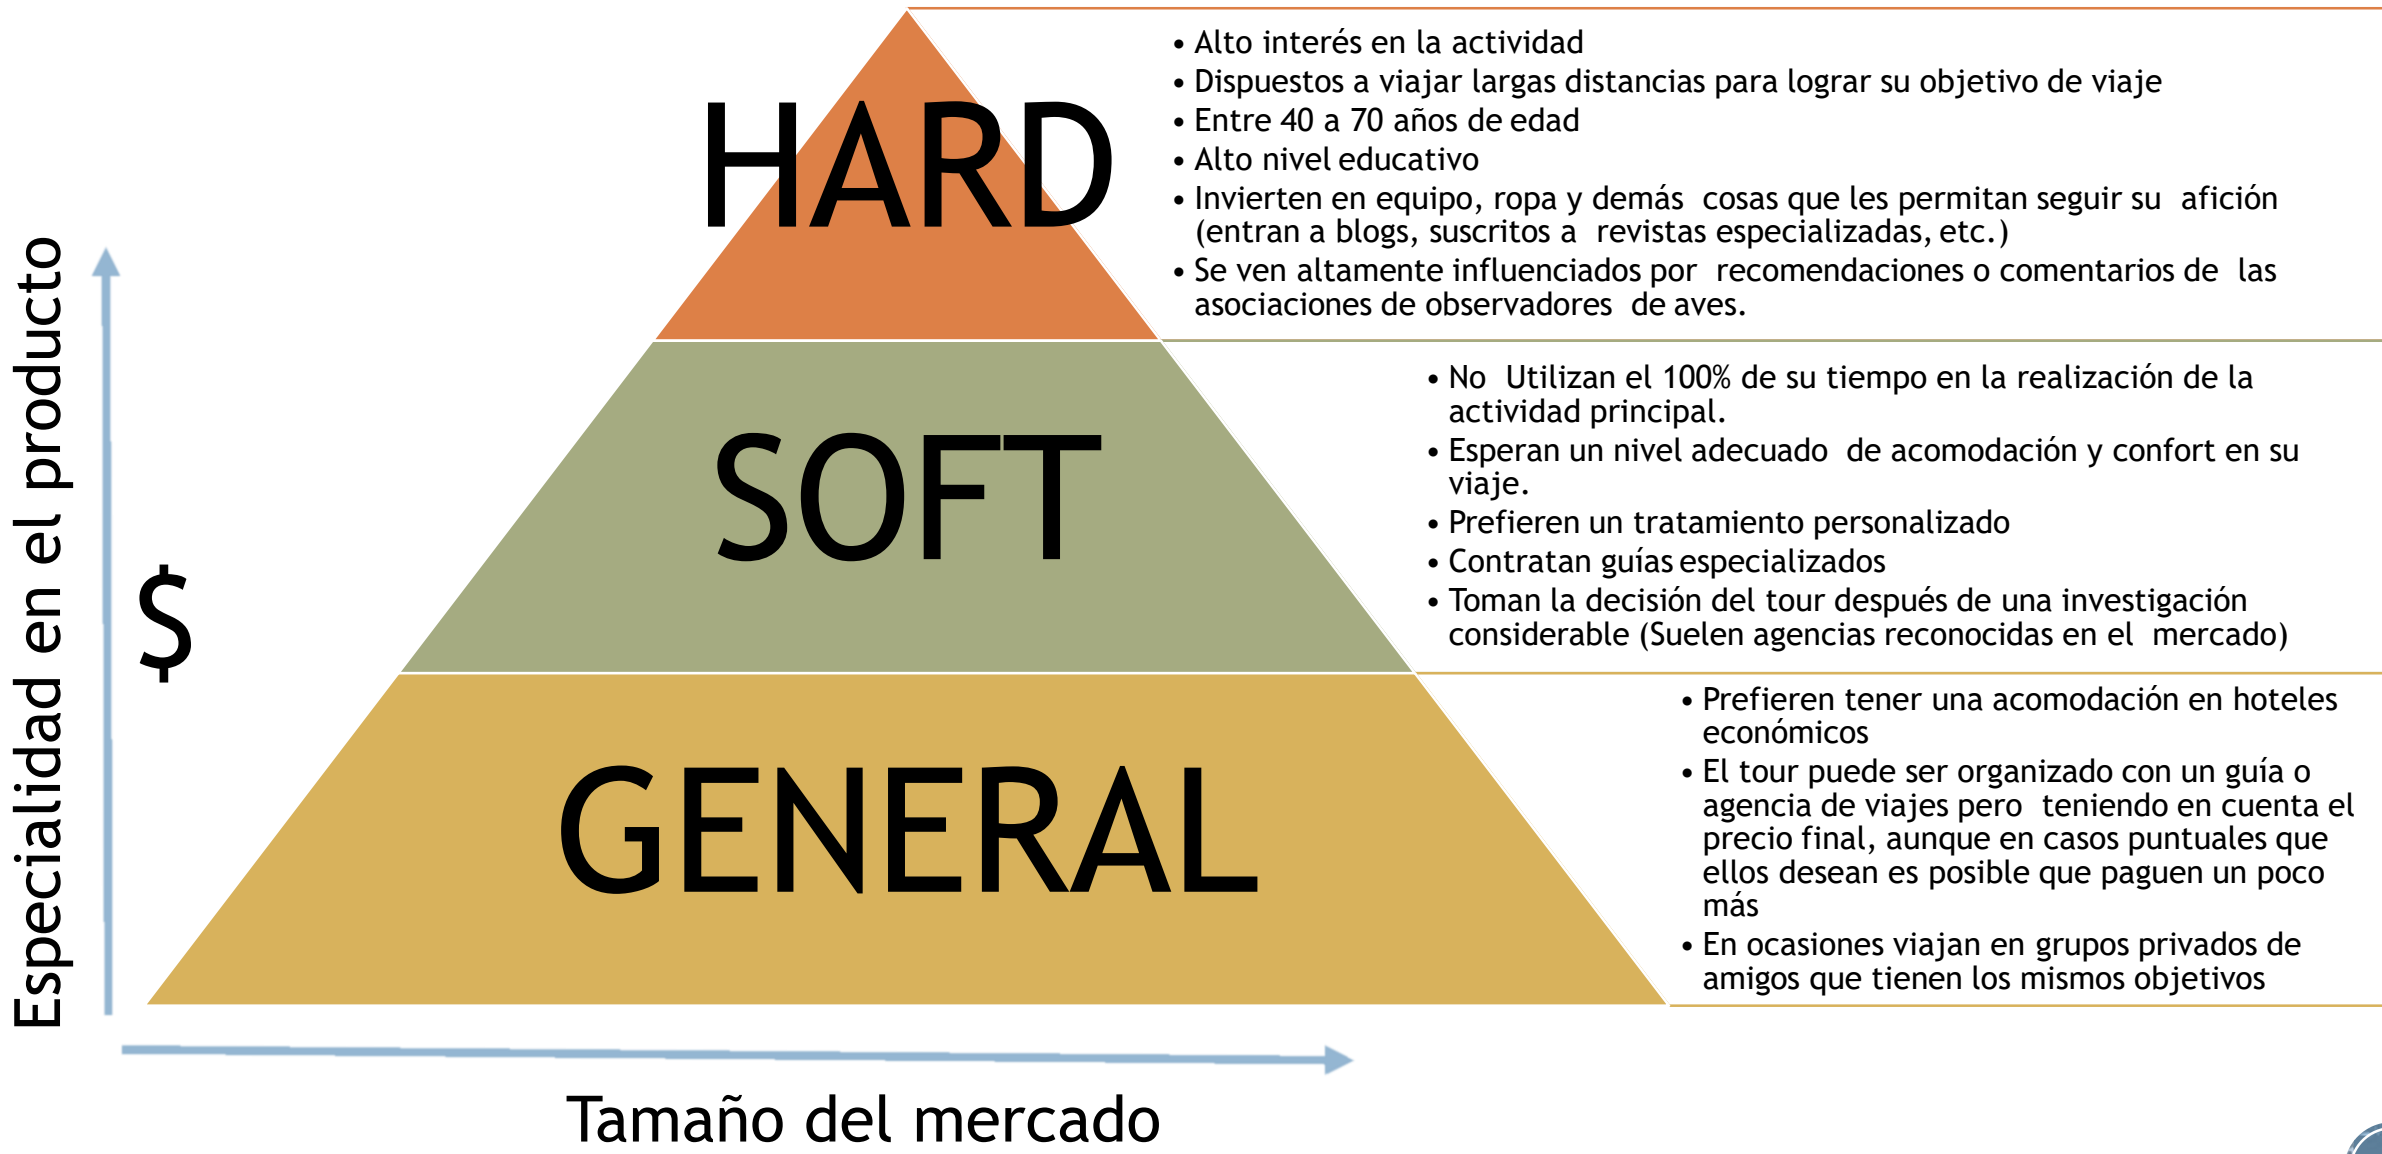 HARD
• Alto interés en la actividad
• Dispuestos a viajar largas distancias para lograr su objetivo de viaje
• Entre 40 a 70 años de edad
• Alto nivel educativo
• Invierten en equipo, ropa y demás cosas que les permitan seguir su afición
(entran a blogs, suscritos a revistas especializadas, etc.)
• Se ven altamente influenciados por recomendaciones o comentarios de las
asociaciones de observadores de aves.
SOFT
• No Utilizan el 100% de su tiempo en la realización de la
actividad principal.
• Esperan un nivel adecuado de acomodación y confort en su
viaje.
• Prefieren un tratamiento personalizado
• Contratan guías especializados
• Toman la decisión del tour después de una investigación
considerable (Suelen agencias reconocidas en el mercado)
GENERAL
• Prefieren tener una acomodación en hoteles
económicos
• El tour puede ser organizado con un guía o
agencia de viajes pero teniendo en cuenta el
precio final, aunque en casos puntuales que
ellos desean es posible que paguen un poco
más
• En ocasiones viajan en grupos privados de
amigos que tienen los mismos objetivos
Especialidad en el producto
$
Tamaño del mercado